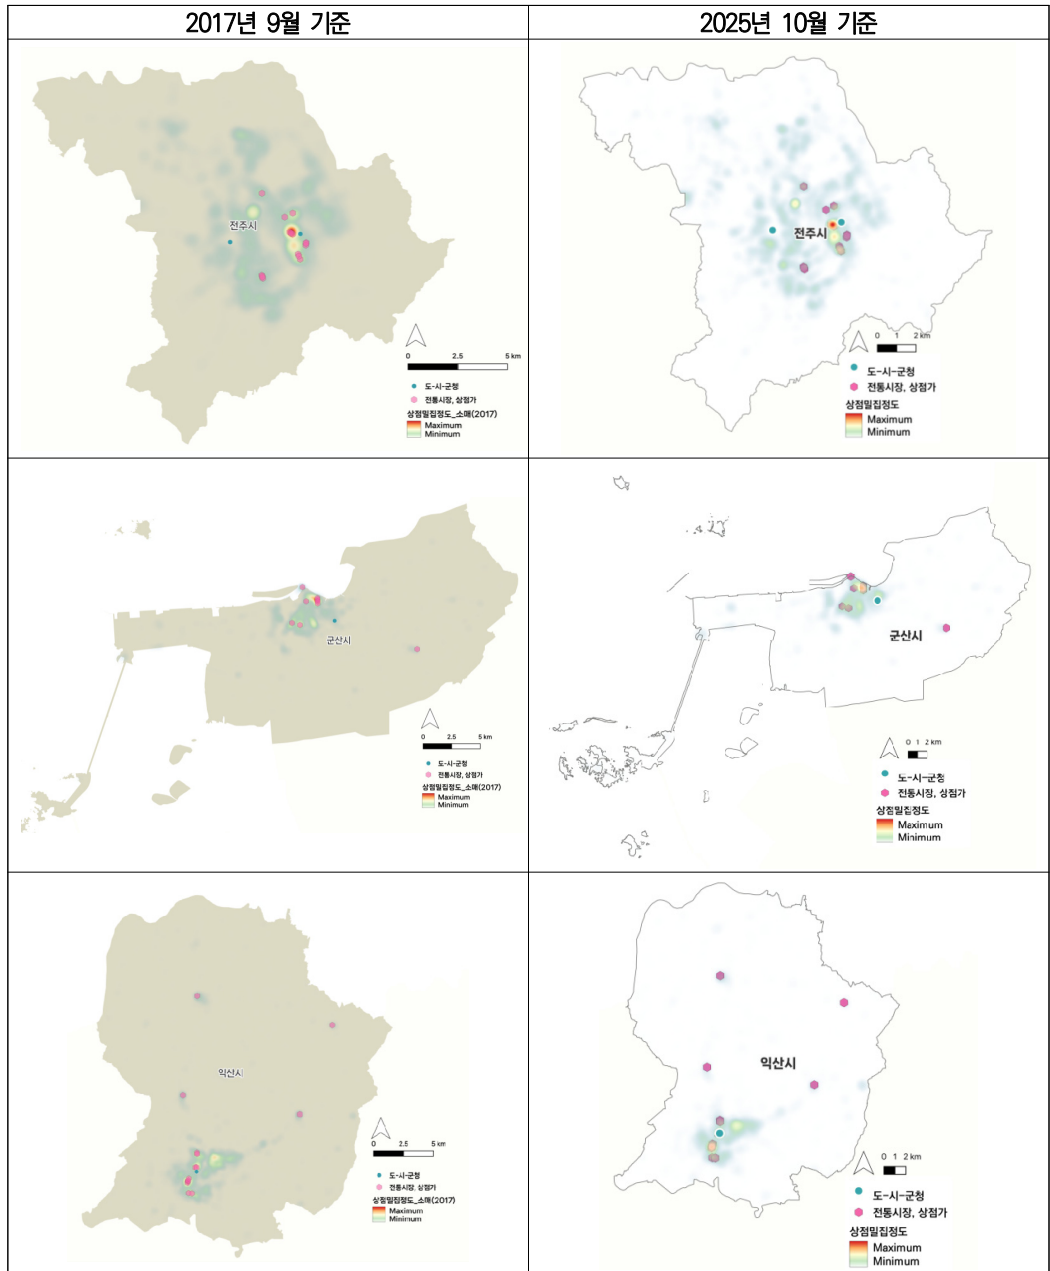 2017년 9월 기준
2025년 10월 기준
전주시
0 2.5 5 km
도-시-군청
전통시장, 상점가
상점밀집정도_소매(2017)
Maximum
Minimum
전주시
0 1 2 km
도-시-군청
전통시장, 상점가
상점밀집정도
Maximum
Minimum
군산시
0 2.5 5 km
도-시-군청
전통시장, 상점가
상점밀집정도_소매(2017)
Maximum
Minimum
군산시
0 1 2 km
도-시-군청
전통시장, 상점가
상점밀집정도
Maximum
Minimum
익산시
0 2.5 5 km
도-시-군청
전통시장, 상점가
상점밀집정도_소매(2017)
Maximum
Minimum
익산시
0 1 2 km
도-시-군청
전통시장, 상점가
상점밀집정도
Maximum
Minimum